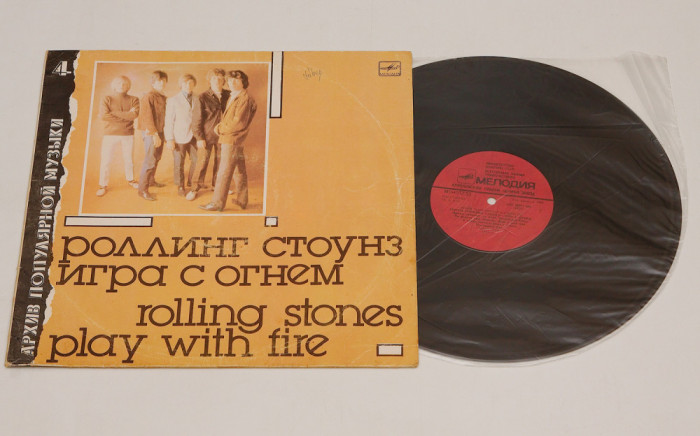 4
АРХИВ ПОПУЛЯРНОЙ МУЗЫКИ
роллинг стоунз
игра с огнем
rolling stones
play with fire
МЕЛОДИЯ